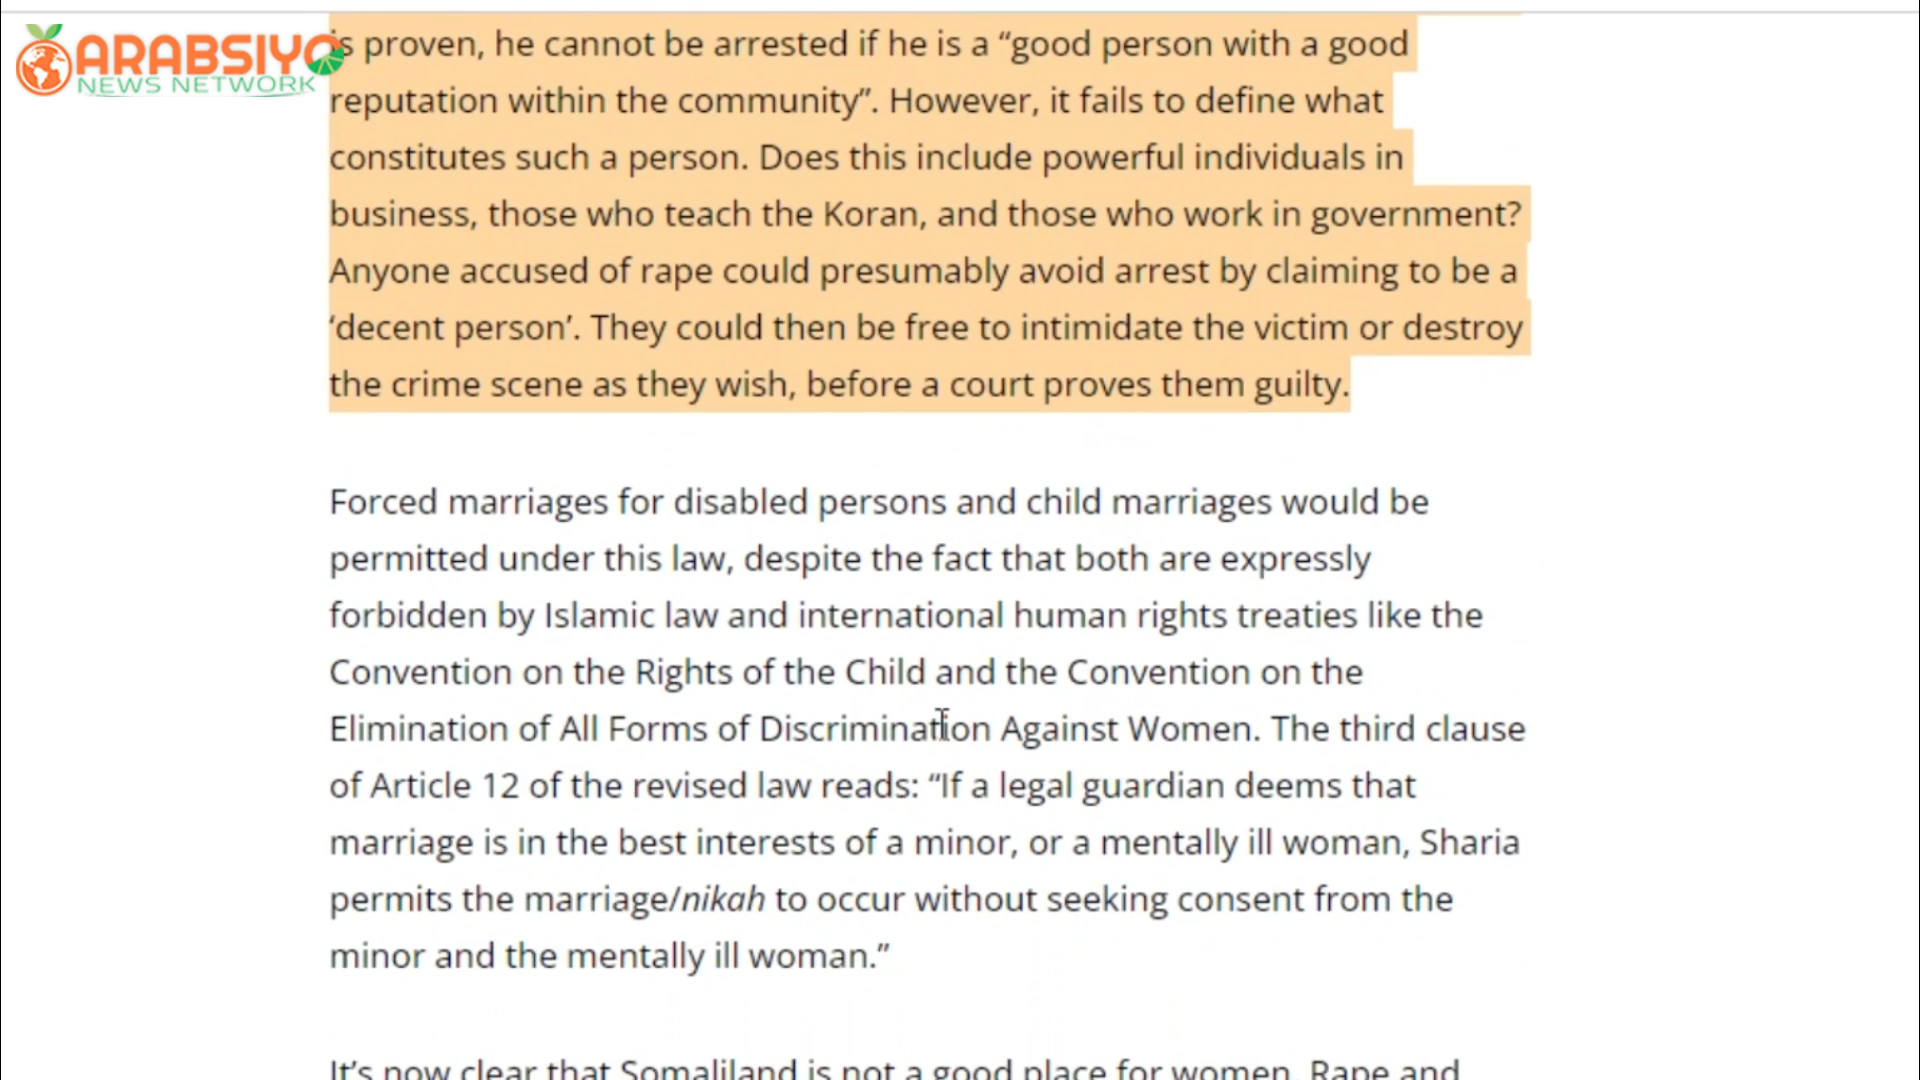 ARABSIYO
NEWS NETWORK
is proven, he cannot be arrested if he is a “good person with a good
reputation within the community”. However, it fails to define what
constitutes such a person. Does this include powerful individuals in
business, those who teach the Koran, and those who work in government?
Anyone accused of rape could presumably avoid arrest by claiming to be a
‘decent person’. They could then be free to intimidate the victim or destroy
the crime scene as they wish, before a court proves them guilty.
Forced marriages for disabled persons and child marriages would be
permitted under this law, despite the fact that both are expressly
forbidden by Islamic law and international human rights treaties like the
Convention on the Rights of the Child and the Convention on the
Elimination of All Forms of Discrimination Against Women. The third clause
of Article 12 of the revised law reads: “If a legal guardian deems that
marriage is in the best interests of a minor, or a mentally ill woman, Sharia
permits the marriage/nikah to occur without seeking consent from the
minor and the mentally ill woman.”
It’s now clear that Somaliland is not a good place for women. Rape and